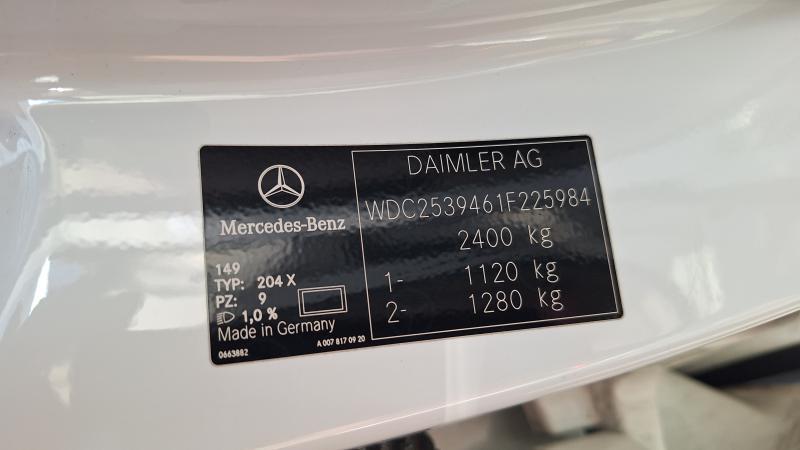 Mercedes-Benz
149
TYP: 204 X
PZ: 9
1,0 %
Made in Germany
0663882
A 007 817 09 20
DAIMLER AG
WDC2539461F225984
2400 kg
1- 1120 kg
2- 1280 kg